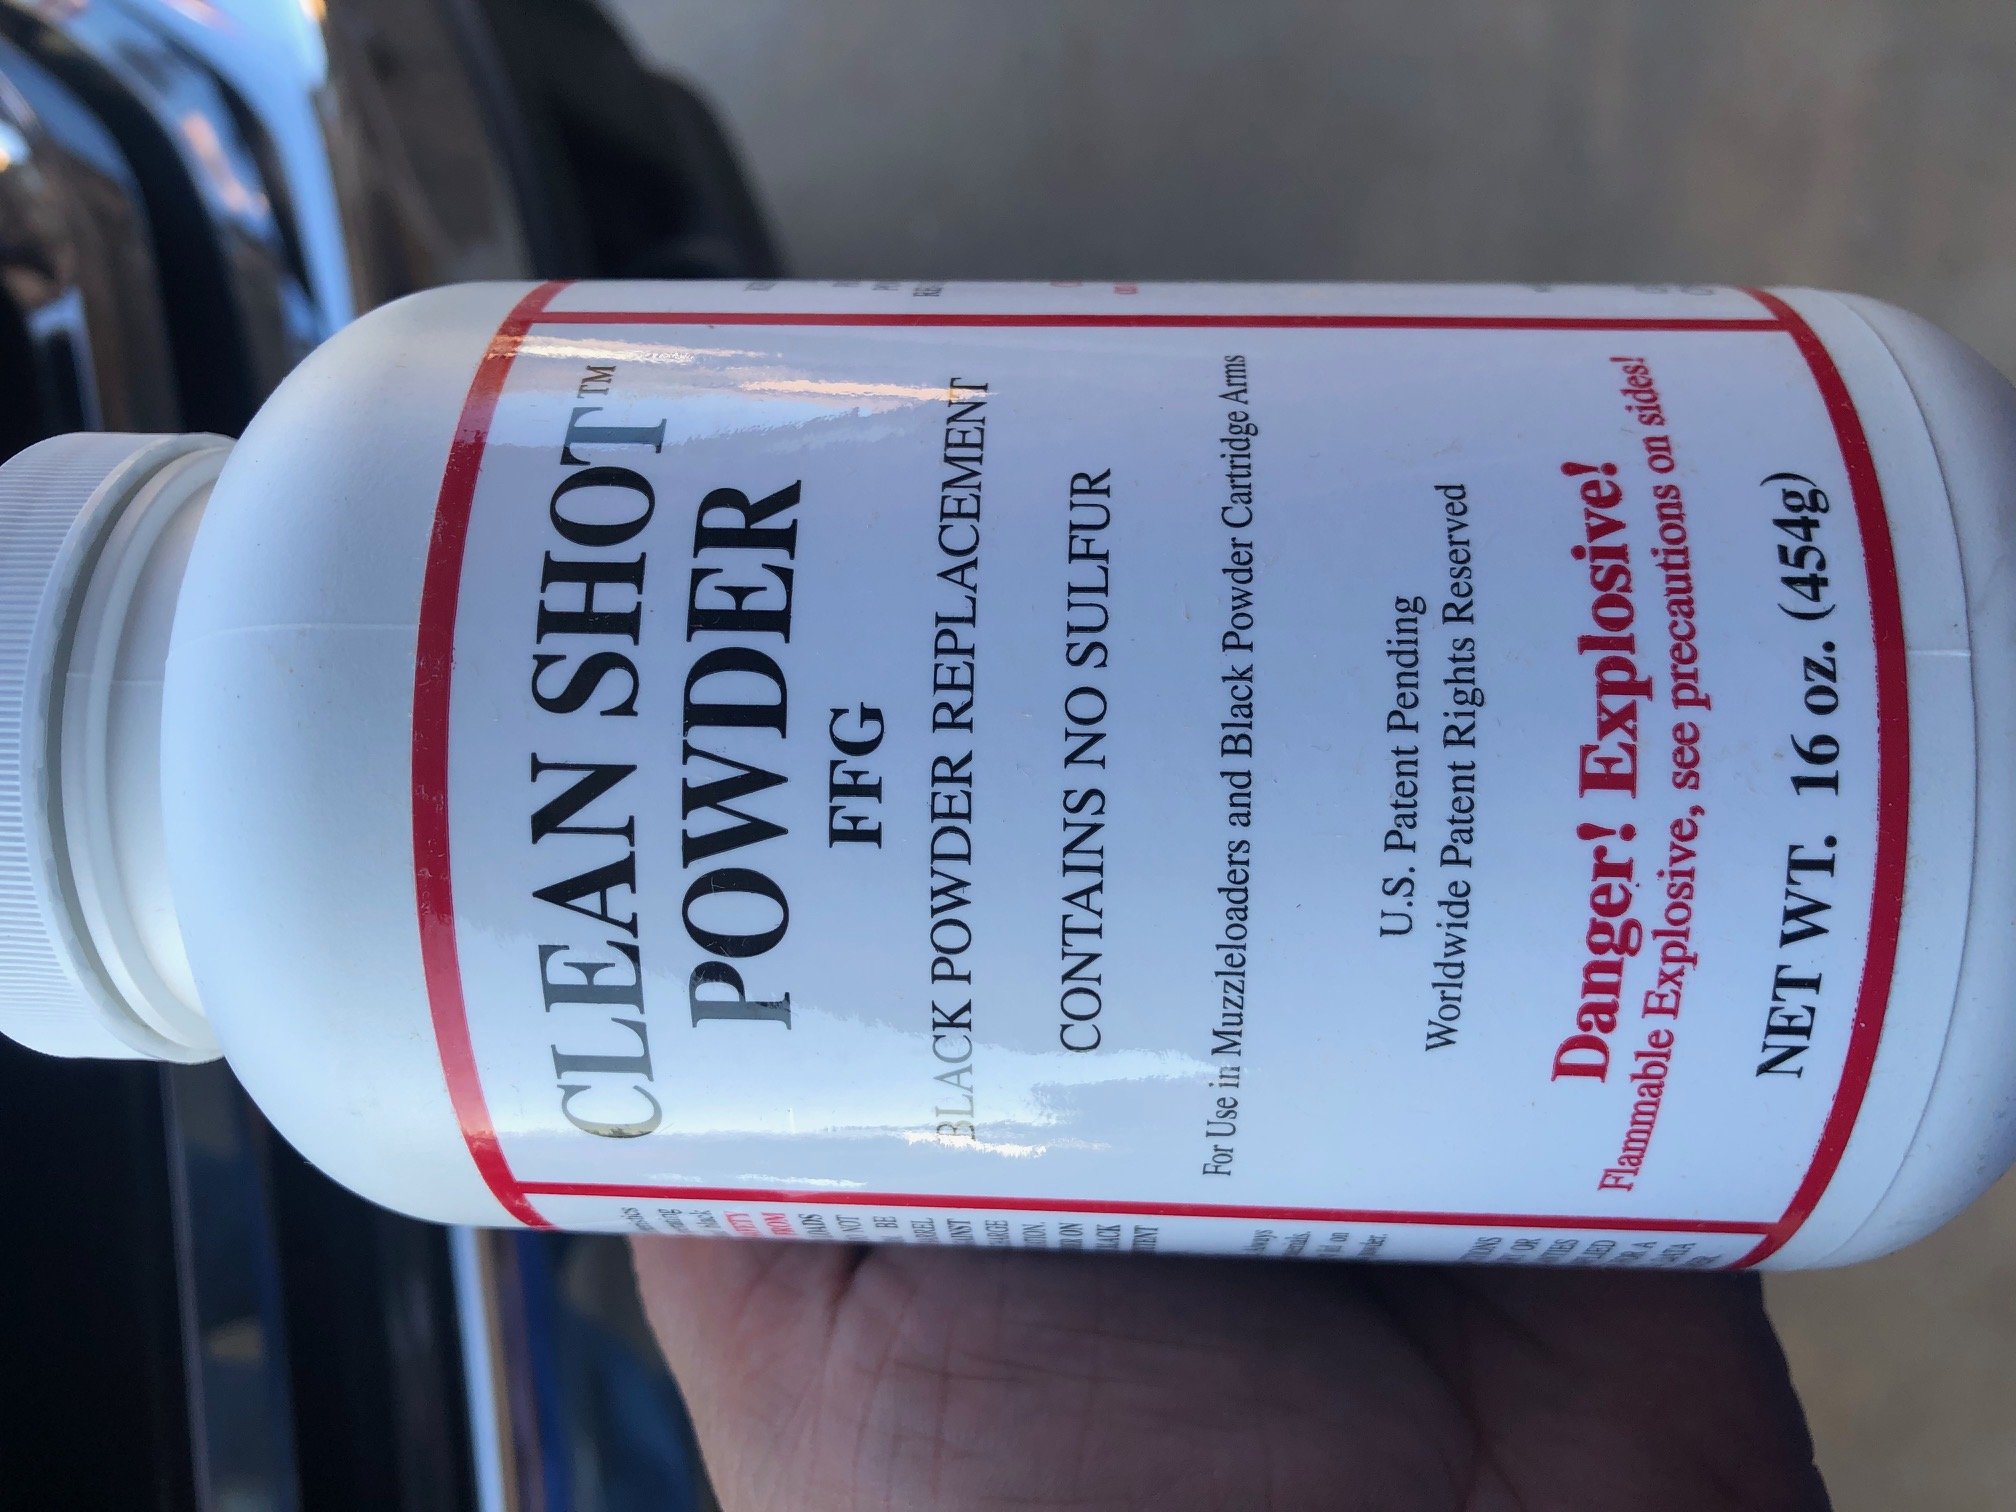 CLEAN SHOT™
POWDER
FFG
BLACK POWDER REPLACEMENT
CONTAINS NO SULFUR
For Use in Muzzleloaders and Black Powder Cartridge Arms
U.S. Patent Pending
Worldwide Patent Rights Reserved
Danger! Explosive!
Flammable Explosive, see precautions on sides!
NET WT. 16 oz. (454g)